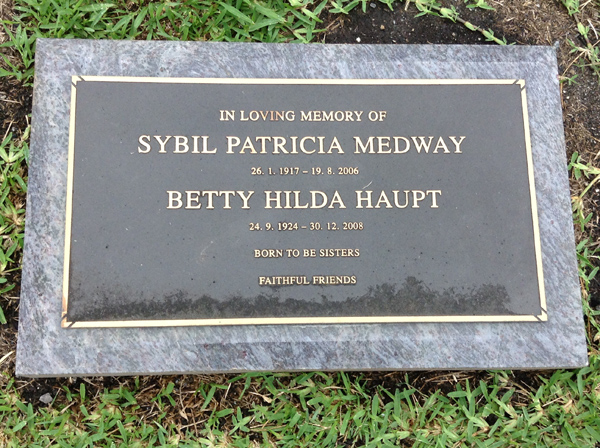 IN LOVING MEMORY OF
SYBIL PATRICIA MEDWAY
26. 1. 1917 – 19. 8. 2006
BETTY HILDA HAUPT
24. 9. 1924 – 30. 12. 2008
BORN TO BE SISTERS
FAITHFUL FRIENDS